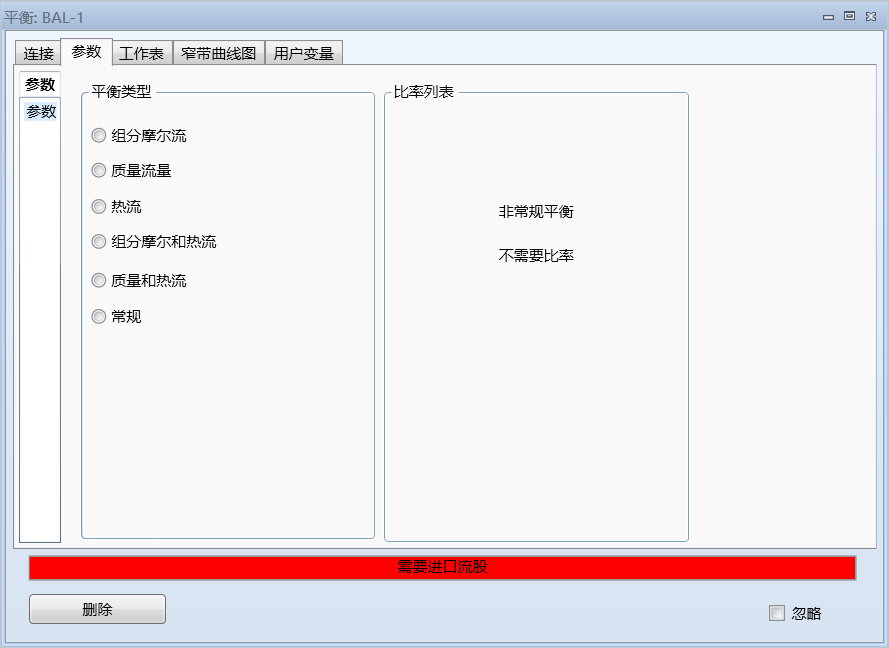 平衡: BAL-1
连接 参数 工作表 窄带曲线图 用户变量
参数
参数
平衡类型
组分摩尔流
质量流量
热流
组分摩尔和热流
质量和热流
常规
比率列表
非常规平衡
不需要比率
需要进口流股
删除
忽略